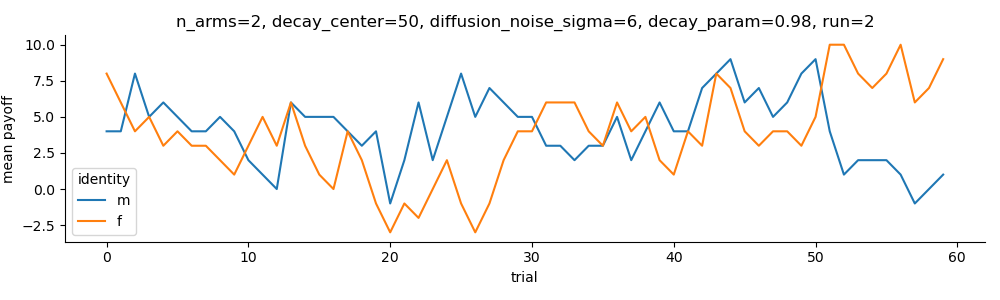 n_arms=2, decay_center=50, diffusion_noise_sigma=6, decay_param=0.98, run=2
mean payoff
10.0
7.5
5.0
2.5
0.0
−2.5
identity
m
f
0 10 20 30 40 50 60
trial